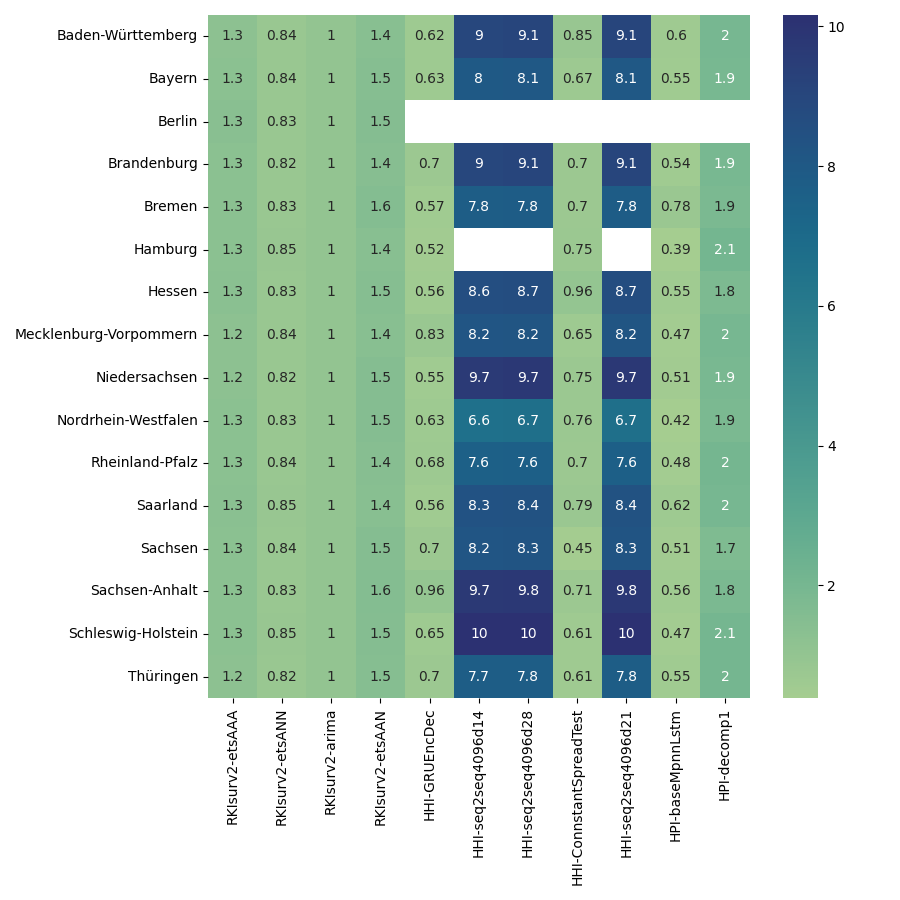 Baden-Württemberg 1.3 0.84 1 1.4 0.62 9 9.1 0.85 9.1 0.6 2
Bayern 1.3 0.84 1 1.5 0.63 8 8.1 0.67 8.1 0.55 1.9
Berlin 1.3 0.83 1 1.5
Brandenburg 1.3 0.82 1 1.4 0.7 9 9.1 0.7 9.1 0.54 1.9
Bremen 1.3 0.83 1 1.6 0.57 7.8 7.8 0.7 7.8 0.78 1.9
Hamburg 1.3 0.85 1 1.4 0.52 0.75 0.39 2.1
Hessen 1.3 0.83 1 1.5 0.56 8.6 8.7 0.96 8.7 0.55 1.8
Mecklenburg-Vorpommern 1.2 0.84 1 1.4 0.83 8.2 8.2 0.65 8.2 0.47 2
Niedersachsen 1.2 0.82 1 1.5 0.55 9.7 9.7 0.75 9.7 0.51 1.9
Nordrhein-Westfalen 1.3 0.83 1 1.5 0.63 6.6 6.7 0.76 6.7 0.42 1.9
Rheinland-Pfalz 1.3 0.84 1 1.4 0.68 7.6 7.6 0.7 7.6 0.48 2
Saarland 1.3 0.85 1 1.4 0.56 8.3 8.4 0.79 8.4 0.62 2
Sachsen 1.3 0.84 1 1.5 0.7 8.2 8.3 0.45 8.3 0.51 1.7
Sachsen-Anhalt 1.3 0.83 1 1.6 0.96 9.7 9.8 0.71 9.8 0.56 1.8
Schleswig-Holstein 1.3 0.85 1 1.5 0.65 10 10 0.61 10 0.47 2.1
Thüringen 1.2 0.82 1 1.5 0.7 7.7 7.8 0.61 7.8 0.55 2
RKIsurv2-etsAAA
RKIsurv2-etsANN
RKIsurv2-arima
RKIsurv2-etsAAN
HHI-GRUEncDec
HHI-seq2seq4096d14
HHI-seq2seq4096d28
HHI-ConnstantSpreadTest
HHI-seq2seq4096d21
HPI-baseMpnnLstm
HPI-decomp1
10
8
6
4
2